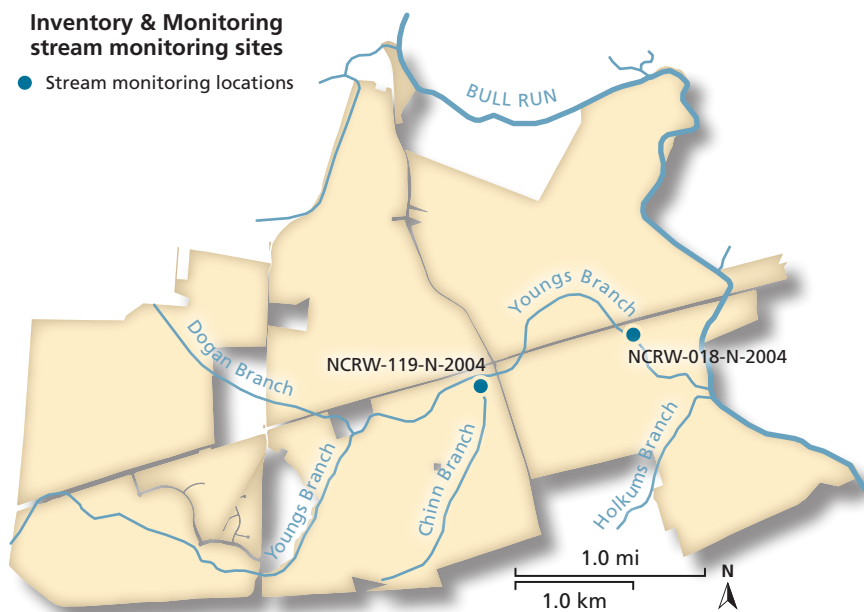 Inventory & Monitoring
stream monitoring sites
Stream monitoring locations
BULL RUN
Youngs Branch
Dogan Branch
NCRW-119-N-2004
NCRW-018-N-2004
Youngs Branch
Chinn Branch
Holkums Branch
1.0 mi
N
1.0 km